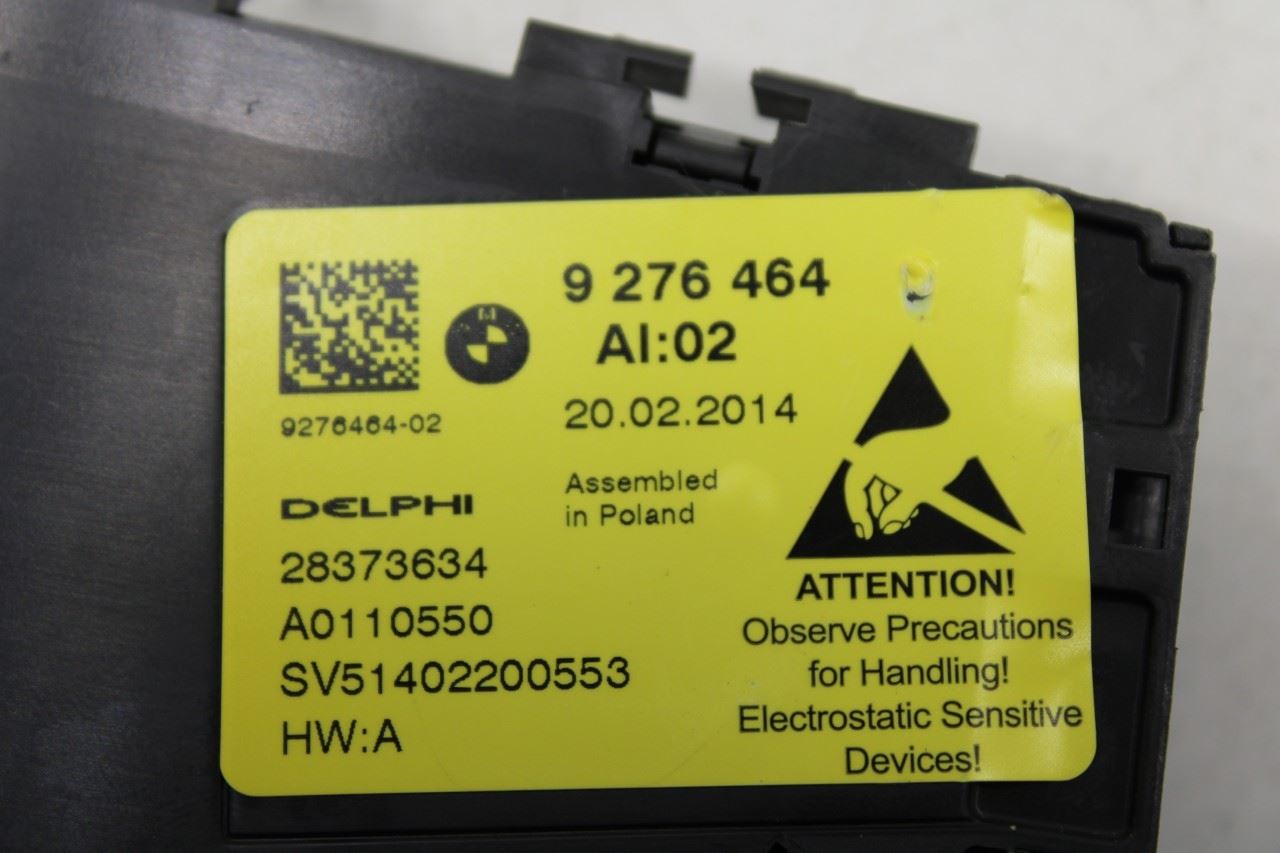 9 276 464
AI:02
20.02.2014
M
9276464-02
Assembled
in Poland
DELPHI
28373634
A0110550
SV51402200553
HW:A
ATTENTION!
Observe Precautions
for Handling!
Electrostatic Sensitive
Devices!